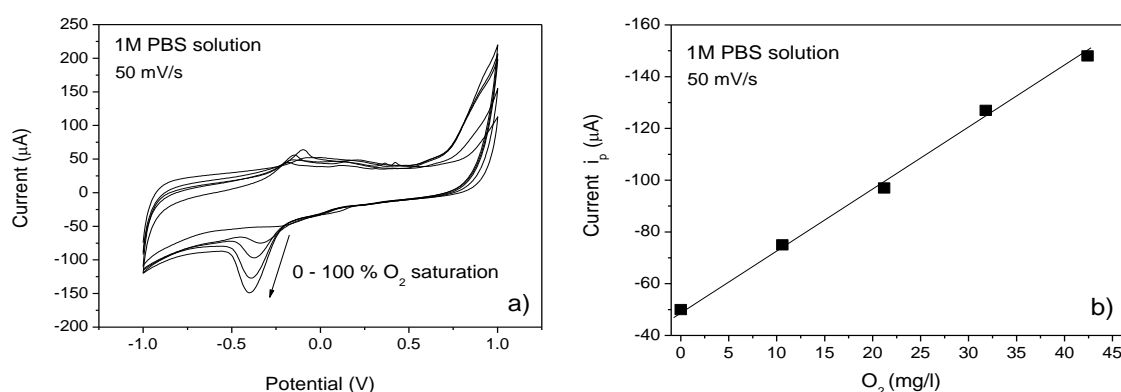 250
200
150
100
50
0
-50
-100
-150
-200
-1.0 -0.5 0.0 0.5 1.0
Current (μA)
Potential (V)
1M PBS solution
50 mV/s
0 - 100 % O₂ saturation
a)
-160
-140
-120
-100
-80
-60
-40
0 5 10 15 20 25 30 35 40 45
Current iₚ (μA)
O₂ (mg/l)
1M PBS solution
50 mV/s
b)